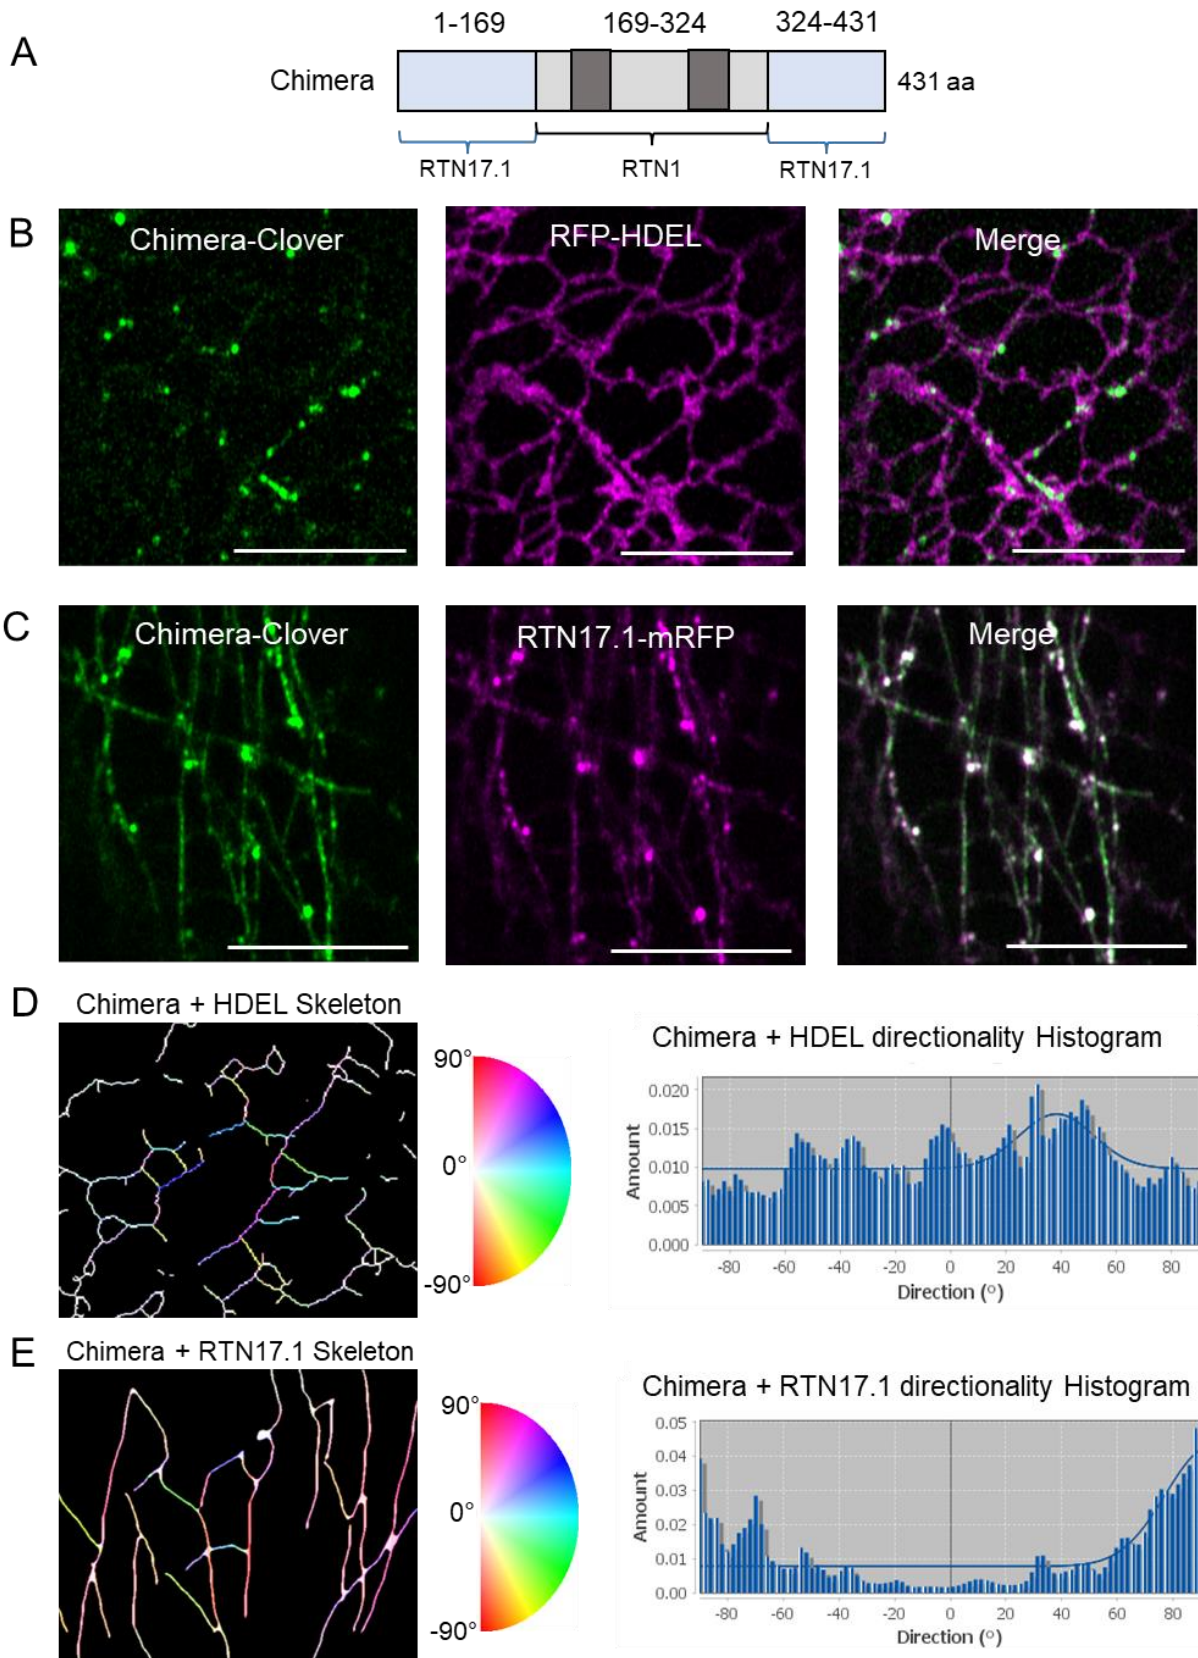 A
1-169 169-324 324-431
Chimera 431 aa
RTN17.1 RTN1 RTN17.1
B
Chimera-Clover RFP-HDEL Merge
C
Chimera-Clover RTN17.1-mRFP Merge
D
Chimera + HDEL Skeleton
90°
0°
-90°
Chimera + HDEL directionality Histogram
0.020
0.015
0.010
0.005
0.000
Amount
-80 -60 -40 -20 0 20 40 60 80
Direction (°)
E
Chimera + RTN17.1 Skeleton
90°
0°
-90°
Chimera + RTN17.1 directionality Histogram
0.05
0.04
0.03
0.02
0.01
0.00
Amount
-80 -60 -40 -20 0 20 40 60 80
Direction (°)